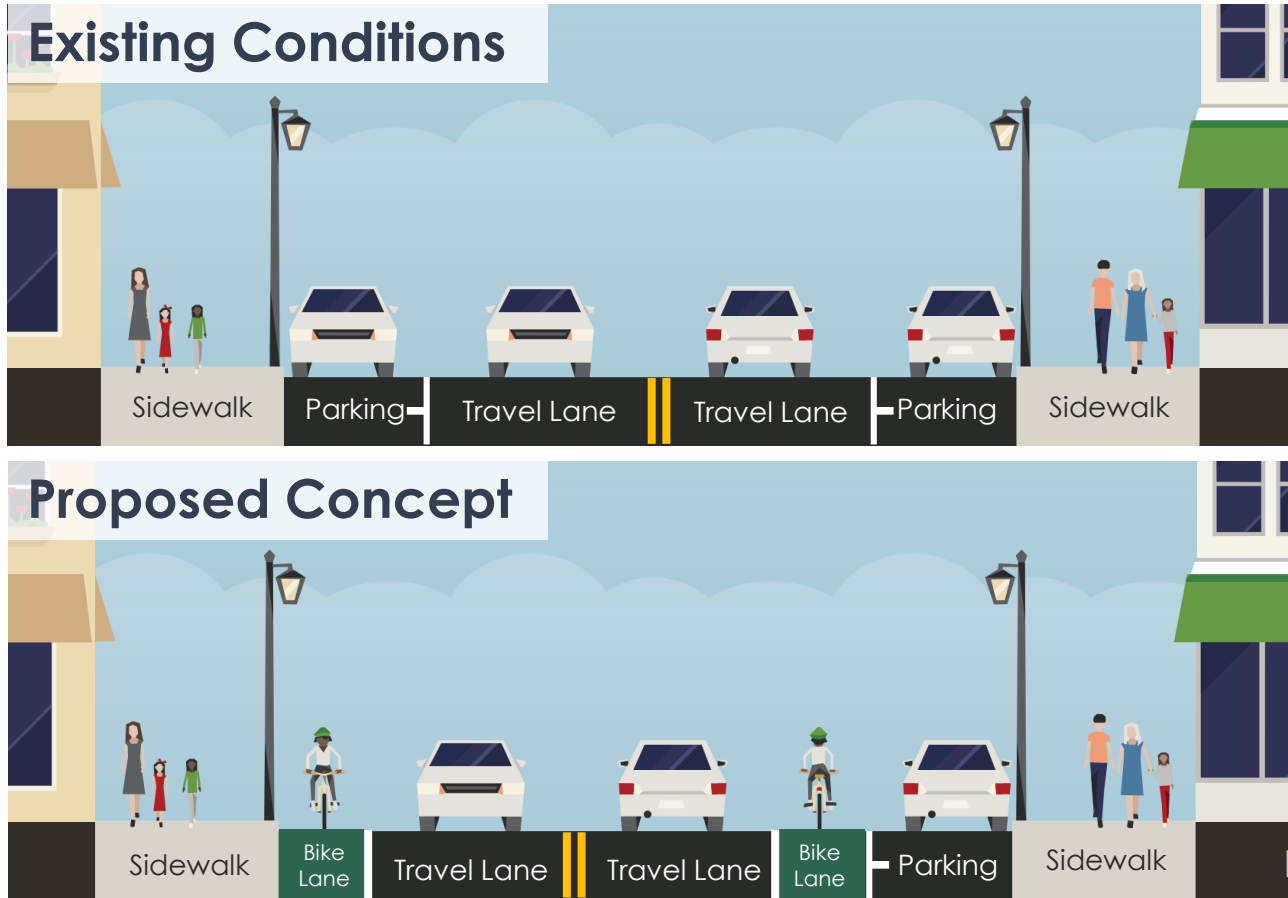 Existing Conditions
Sidewalk
Parking
Travel Lane
Travel Lane
Parking
Sidewalk
Proposed Concept
Sidewalk
Bike
Lane
Travel Lane
Travel Lane
Bike
Lane
Parking
Sidewalk